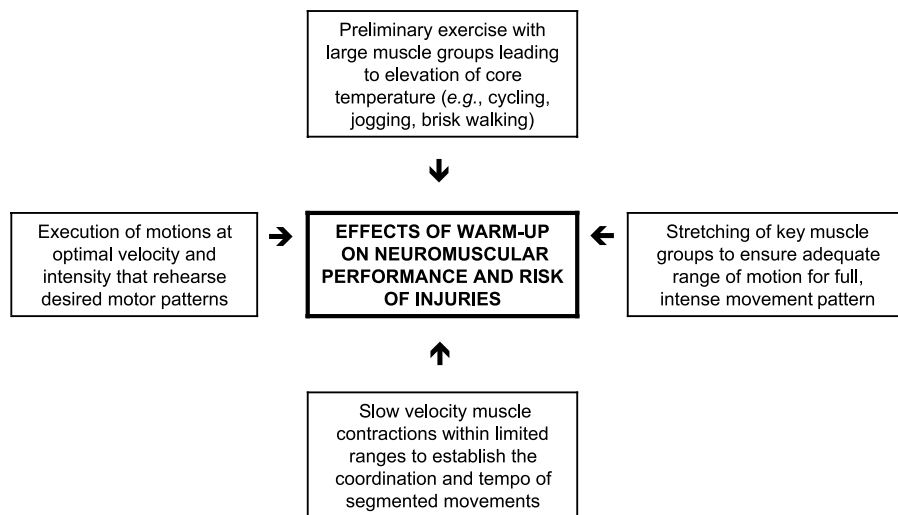 Preliminary exercise with
large muscle groups leading
to elevation of core
temperature (e.g., cycling,
jogging, brisk walking)
Execution of motions at
optimal velocity and
intensity that rehearse
desired motor patterns
EFFECTS OF WARM-UP
ON NEUROMUSCULAR
PERFORMANCE AND RISK
OF INJURIES
Stretching of key muscle
groups to ensure adequate
range of motion for full,
intense movement pattern
Slow velocity muscle
contractions within limited
ranges to establish the
coordination and tempo of
segmented movements